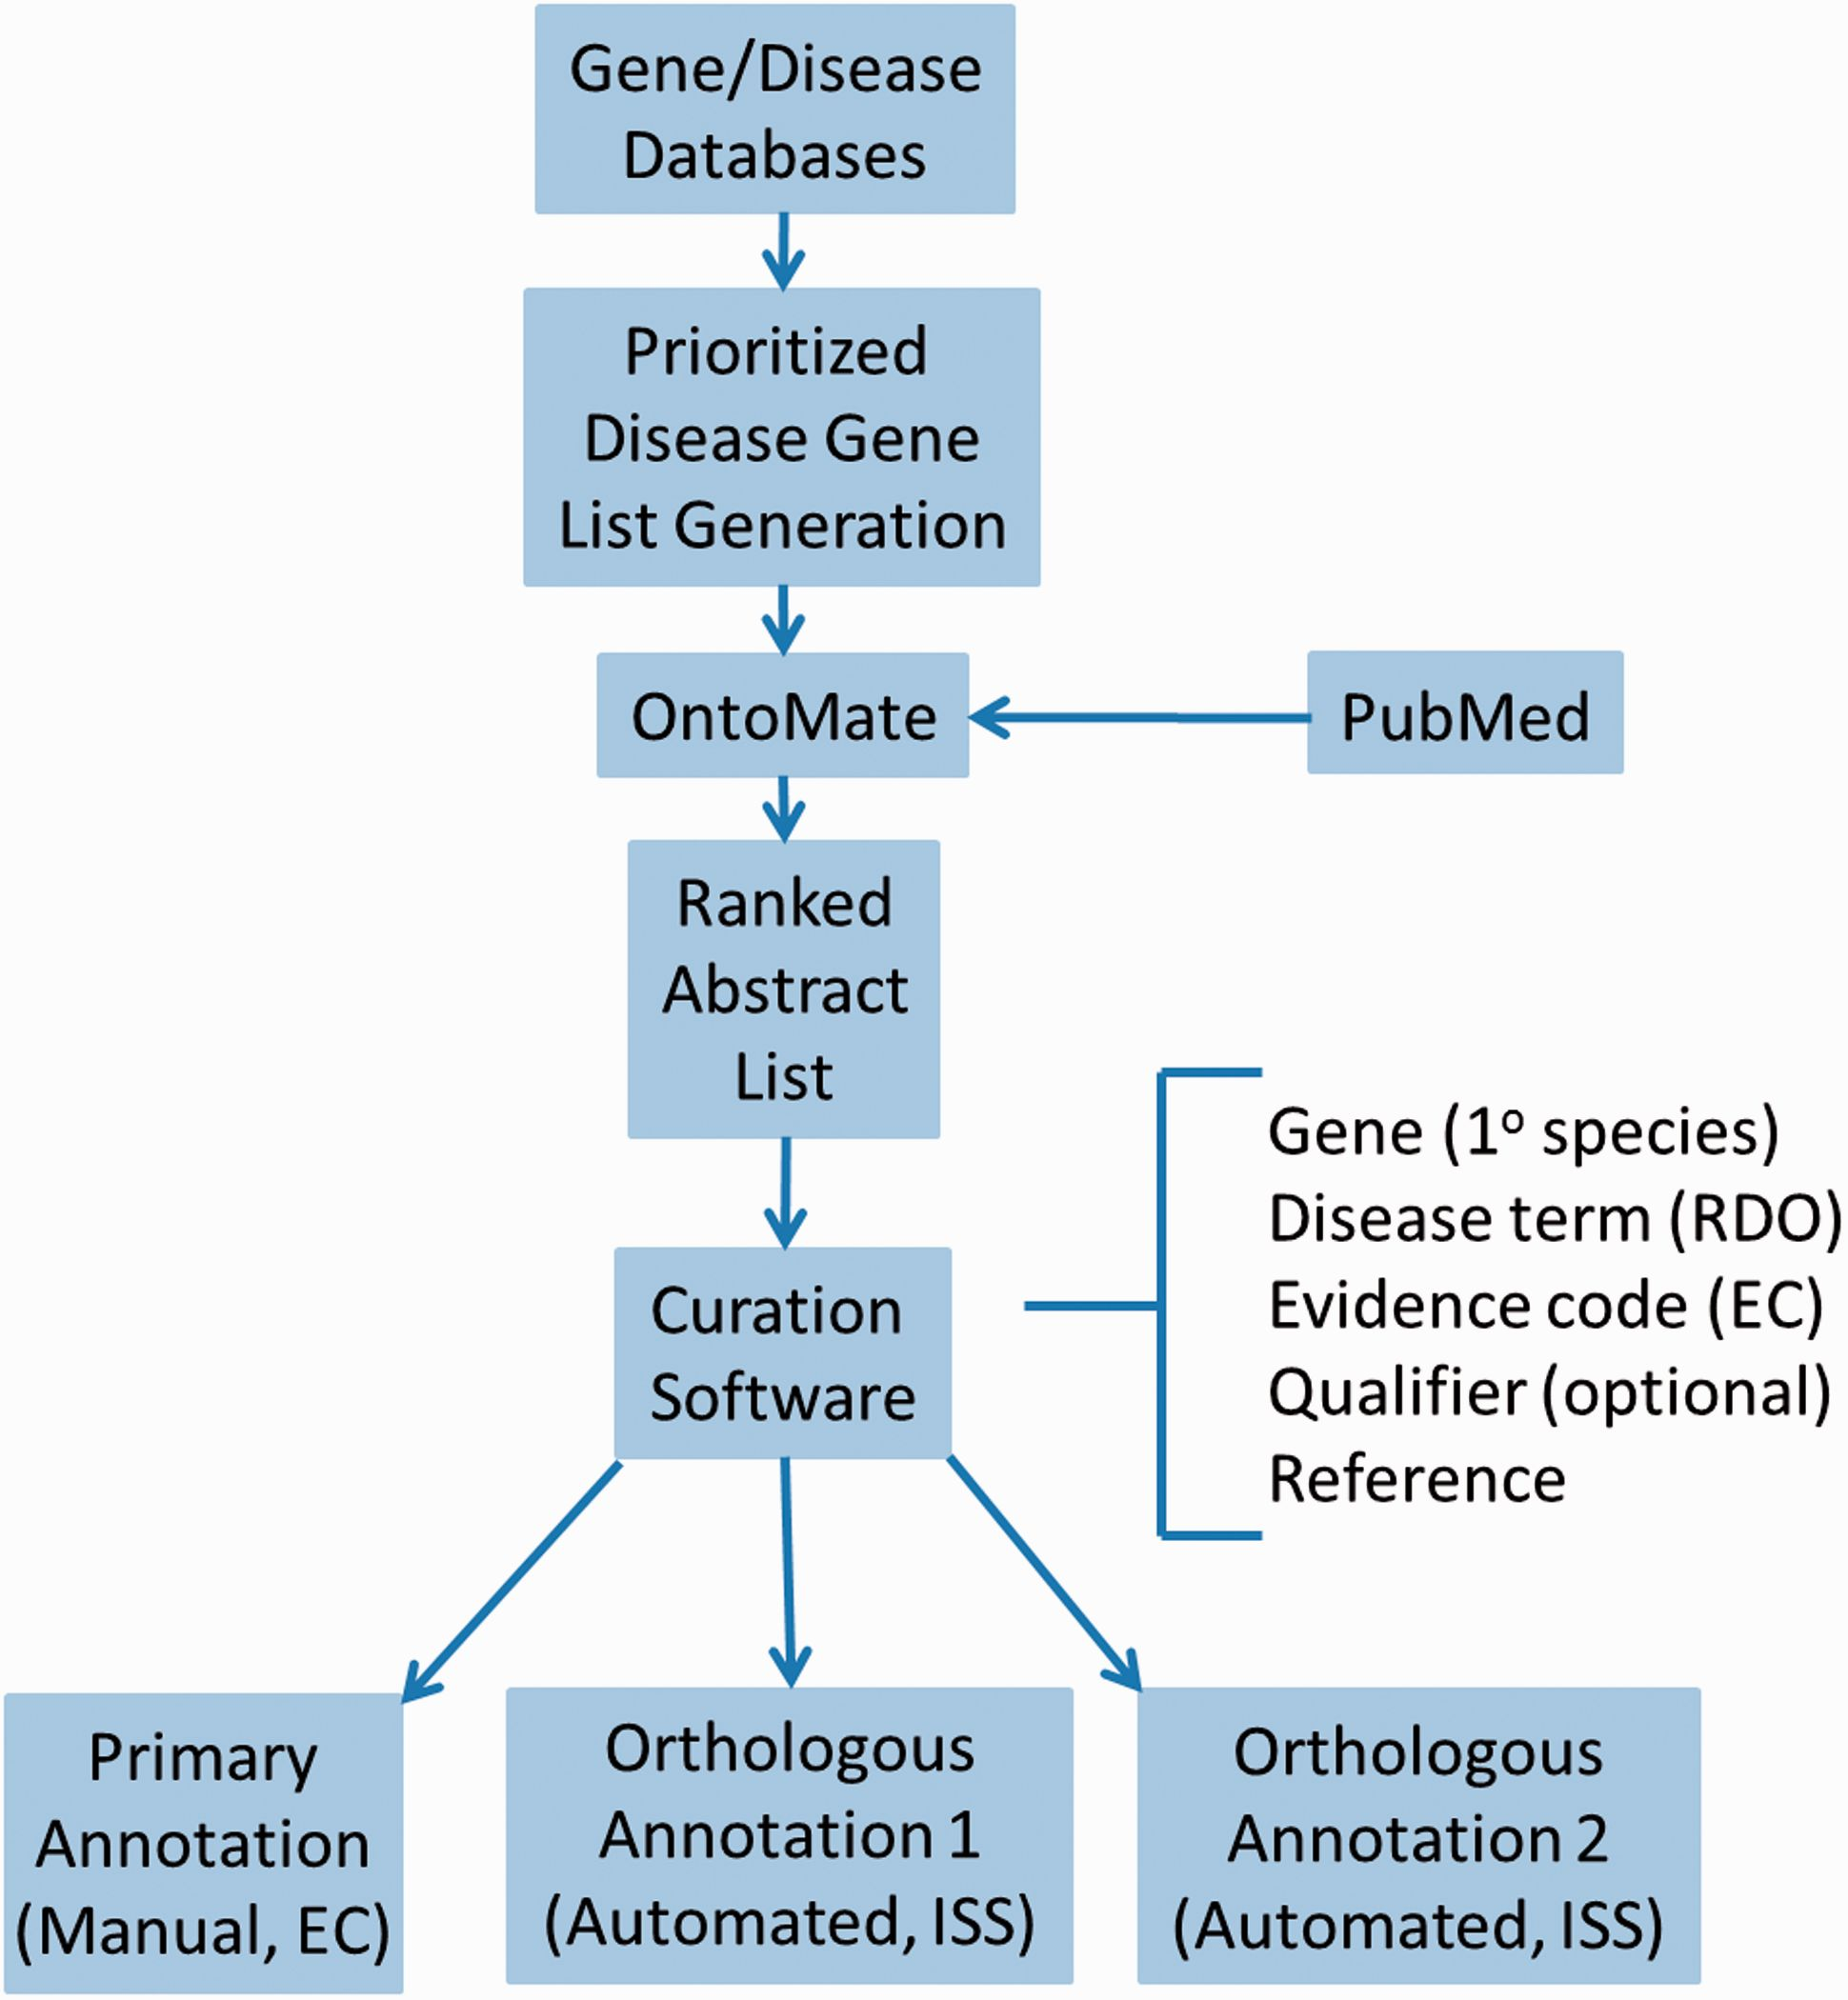 Gene/Disease
Databases
Prioritized
Disease Gene
List Generation
OntoMate
PubMed
Ranked
Abstract
List
Curation
Software
Gene (1º species)
Disease term (RDO)
Evidence code (EC)
Qualifier (optional)
Reference
Primary
Annotation
(Manual, EC)
Orthologous
Annotation 1
(Automated, ISS)
Orthologous
Annotation 2
(Automated, ISS)